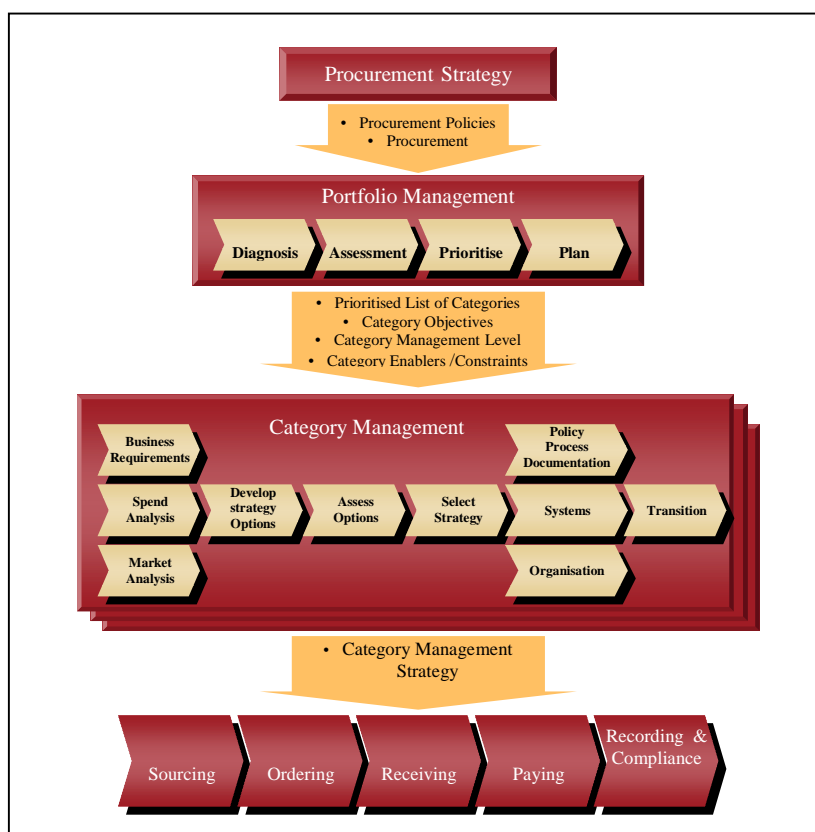 Procurement Strategy
• Procurement Policies
• Procurement
Portfolio Management
Diagnosis
Assessment
Prioritise
Plan
• Prioritised List of Categories
• Category Objectives
• Category Management Level
• Category Enablers /Constraints
Category Management
Business
Requirements
Policy
Process
Documentation
Spend
Analysis
Develop
strategy
Options
Assess
Options
Select
Strategy
Systems
Transition
Market
Analysis
Organisation
• Category Management
Strategy
Sourcing
Ordering
Receiving
Paying
Recording &
Compliance